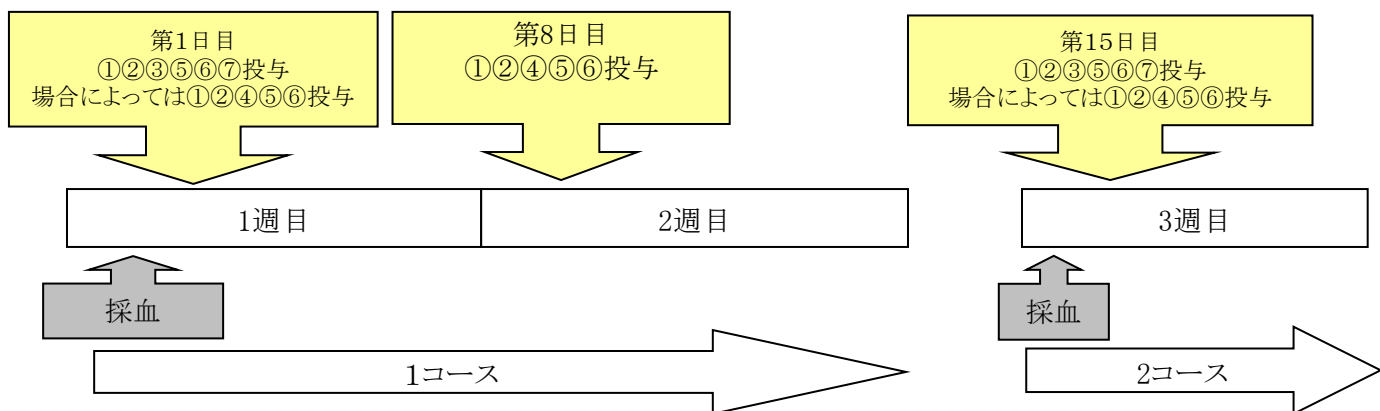 第1日目
①②③⑤⑥⑦投与
場合によっては①②④⑤⑥投与
第8日目
①②④⑤⑥投与
第15日目
①②③⑤⑥⑦投与
場合によっては①②④⑤⑥投与
1週目
2週目
3週目
採血
採血
1コース
2コース